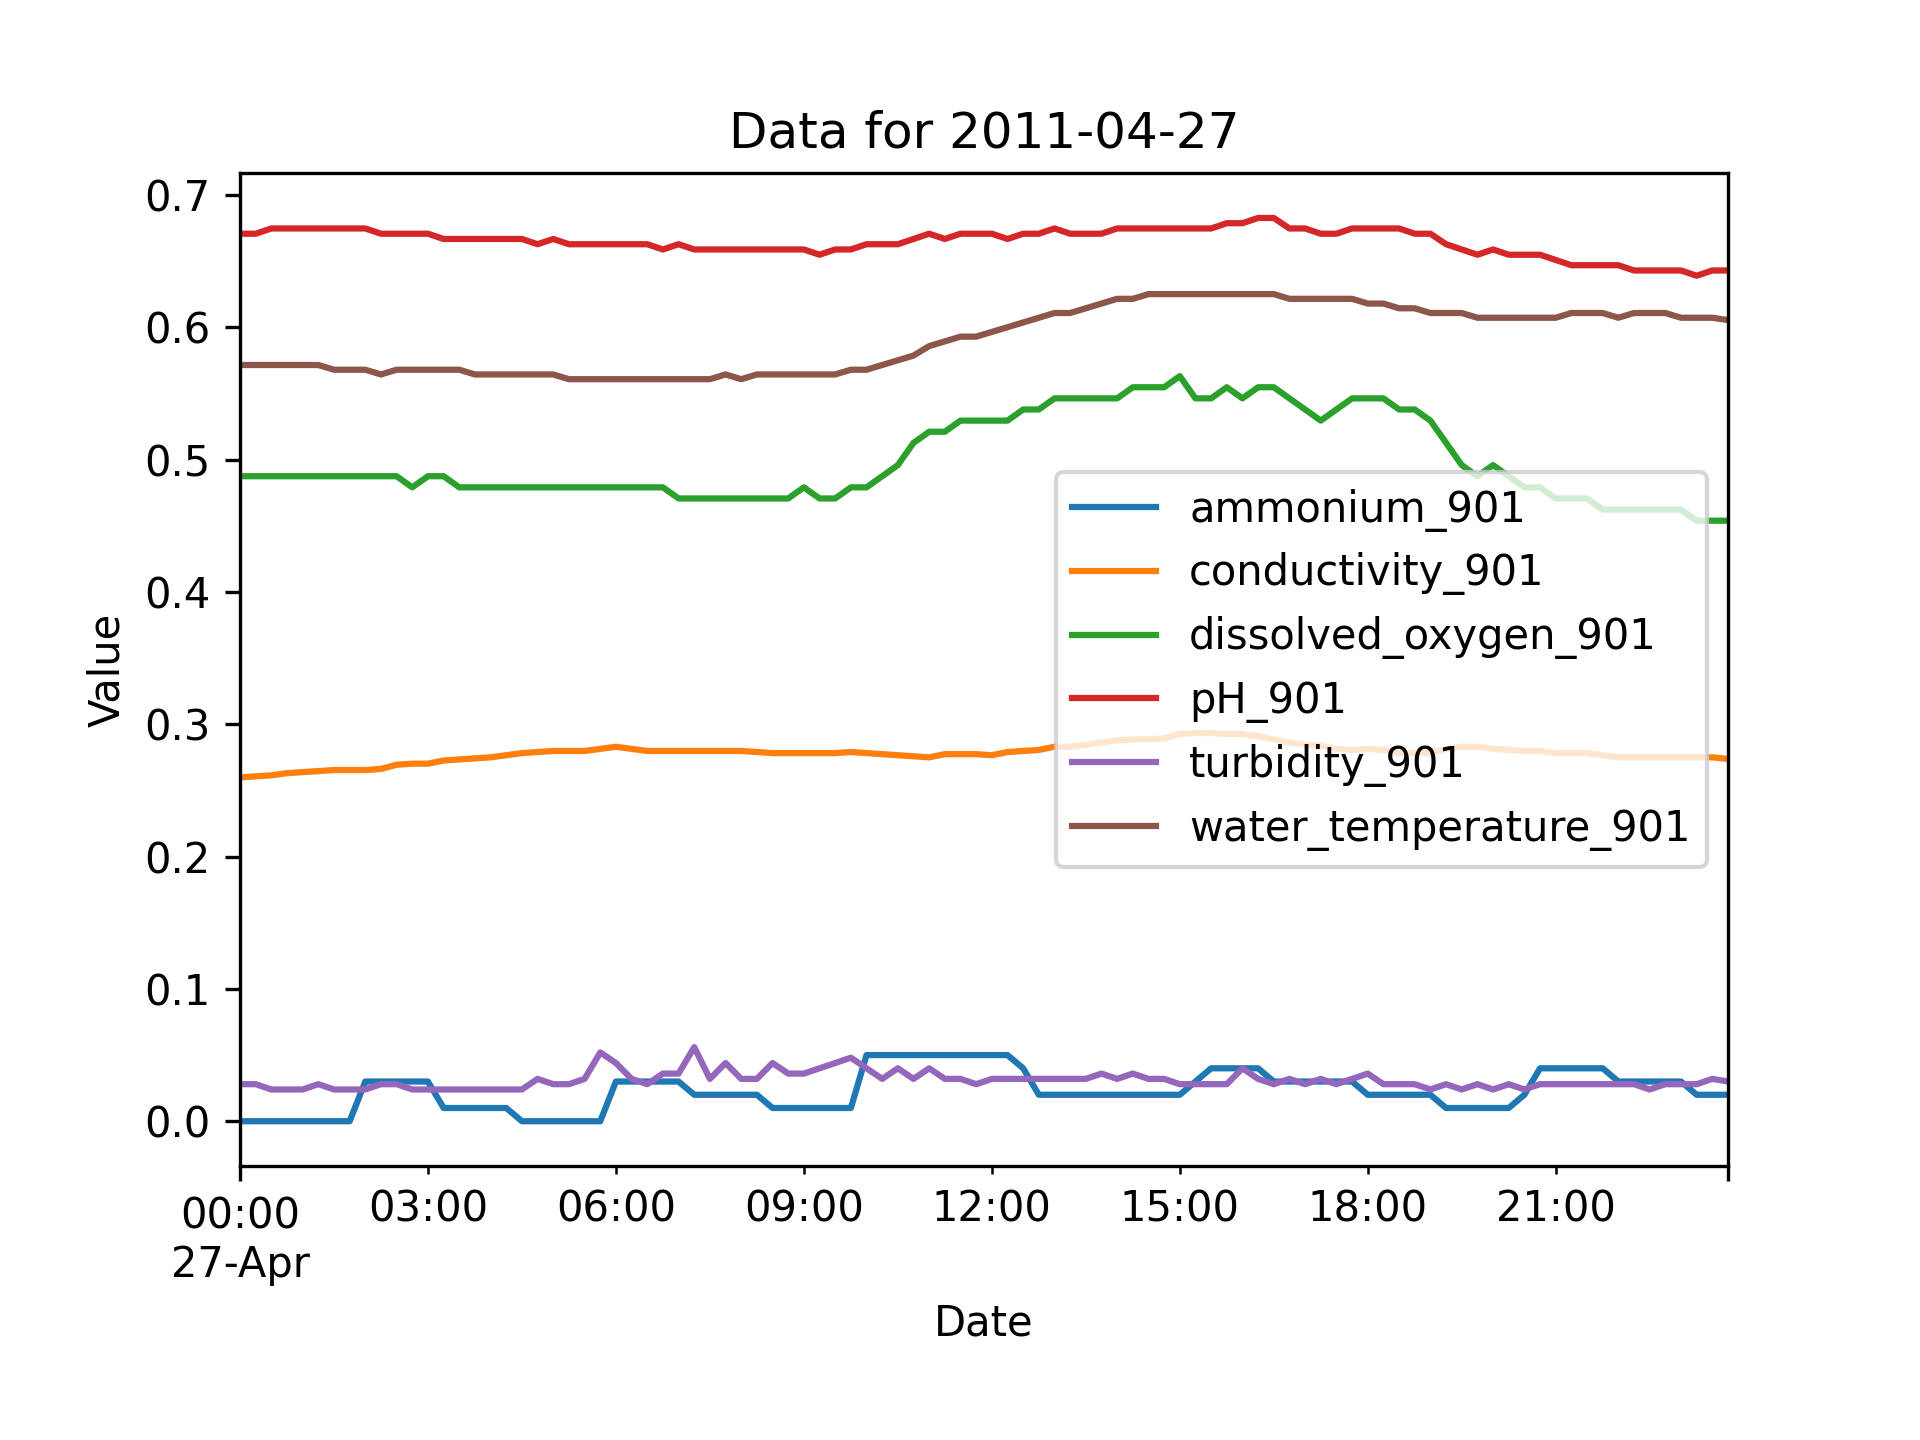 Data for 2011-04-27
0.7
0.6
0.5
0.4
0.3
0.2
0.1
0.0
Value
ammonium_901
conductivity_901
dissolved_oxygen_901
pH_901
turbidity_901
water_temperature_901
00:00 03:00 06:00 09:00 12:00 15:00 18:00 21:00
27-Apr
Date